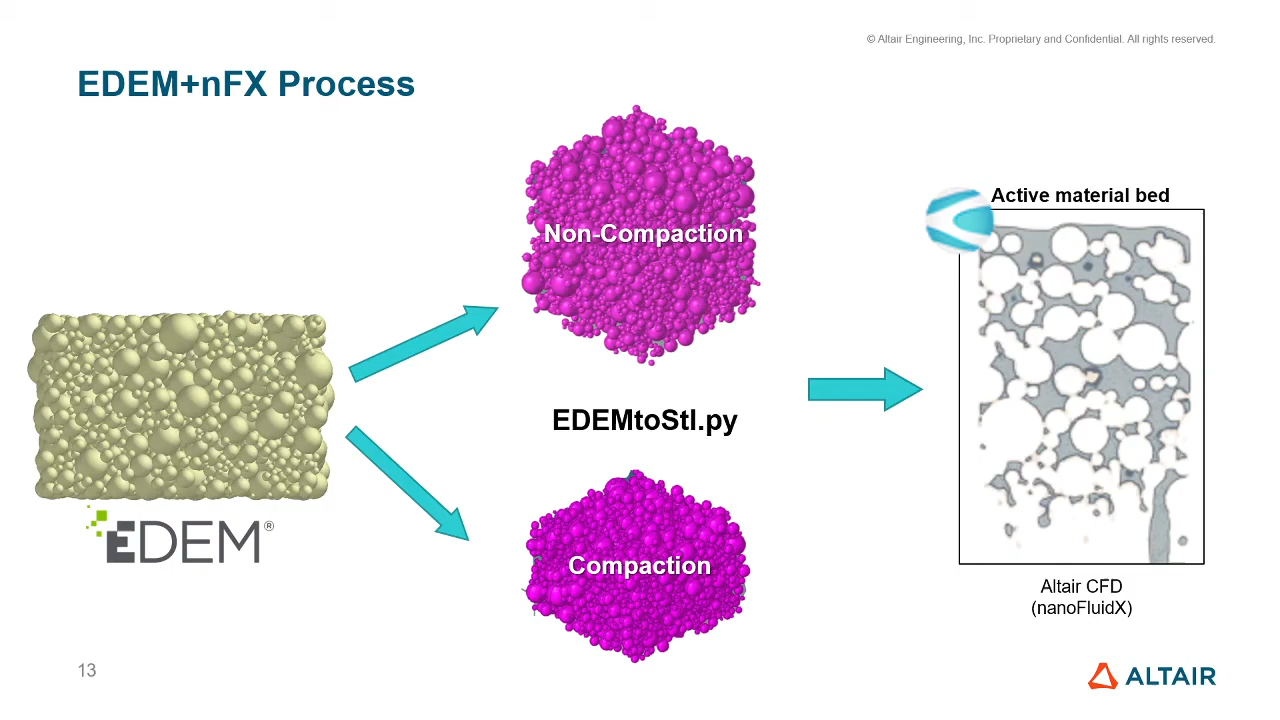 © Altair Engineering, Inc. Proprietary and Confidential. All rights reserved.
EDEM+nFX Process
Non-Compaction
Active material bed
EDEMtoStl.py
EDEM®
Compaction
Altair CFD
(nanoFluidX)
13
ALTAIR